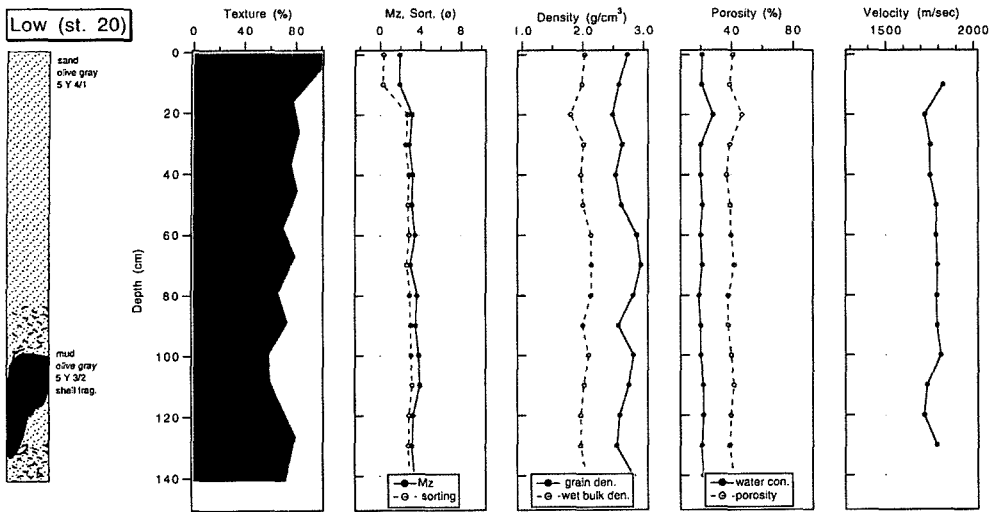 Low (st. 20)
Texture (%)
Mz, Sort. (ø)
Density (g/cm³)
Porosity (%)
Velocity (m/sec)
0 100
-2 0 4 8
1.0 2.0 3.0
0 40 80
1500 2000
0
20
40
60
80
100
120
140
Depth (cm)
sand
olive gray
5 Y 4/1
mud
olive gray
5 Y 3/2
shell frag.
Mz
sorting
grain den.
wet bulk den.
water con.
porosity